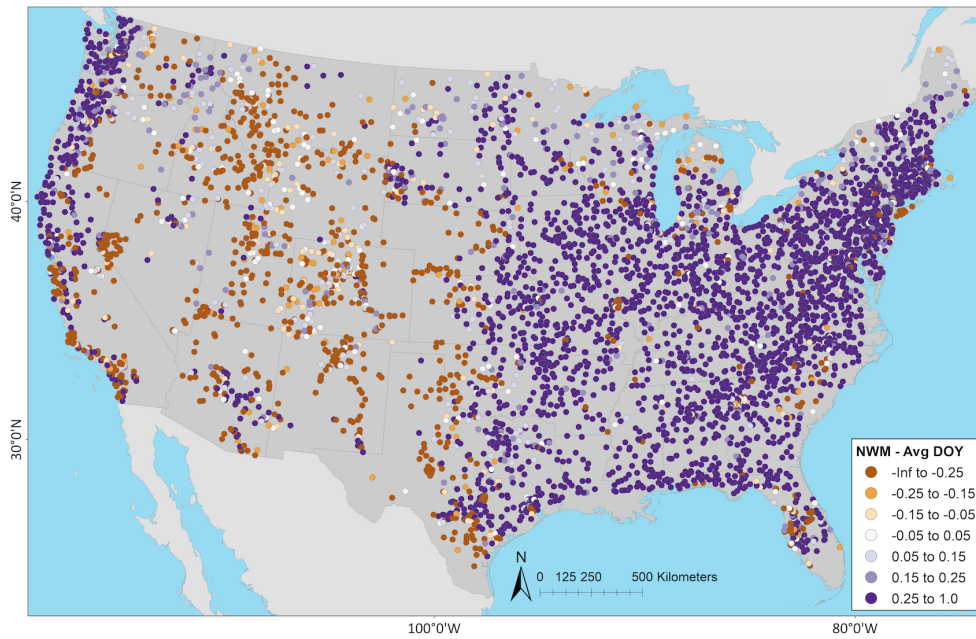 40°0'N
30°0'N
NWM - Avg DOY
-Inf to -0.25
-0.25 to -0.15
-0.15 to -0.05
-0.05 to 0.05
0.05 to 0.15
0.15 to 0.25
0.25 to 1.0
N
0 125 250 500 Kilometers
100°0'W
80°0'W